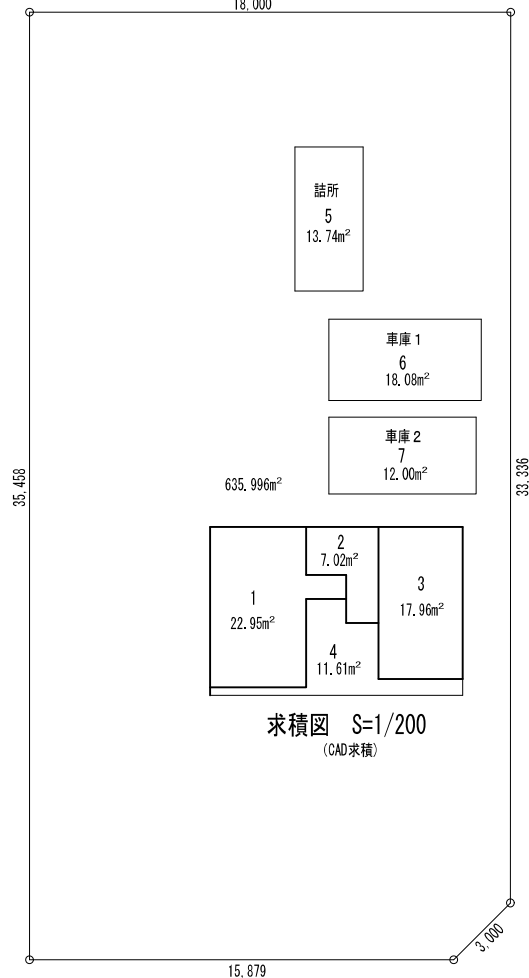 18,000
詰所
5
13.74m²
車庫1
6
18.08m²
車庫2
7
12.00m²
35,458
33,336
635.996m²
2
7.02m²
1
22.95m²
3
17.96m²
4
11.61m²
求積図 S=1/200
(CAD求積)
3,000
15,879